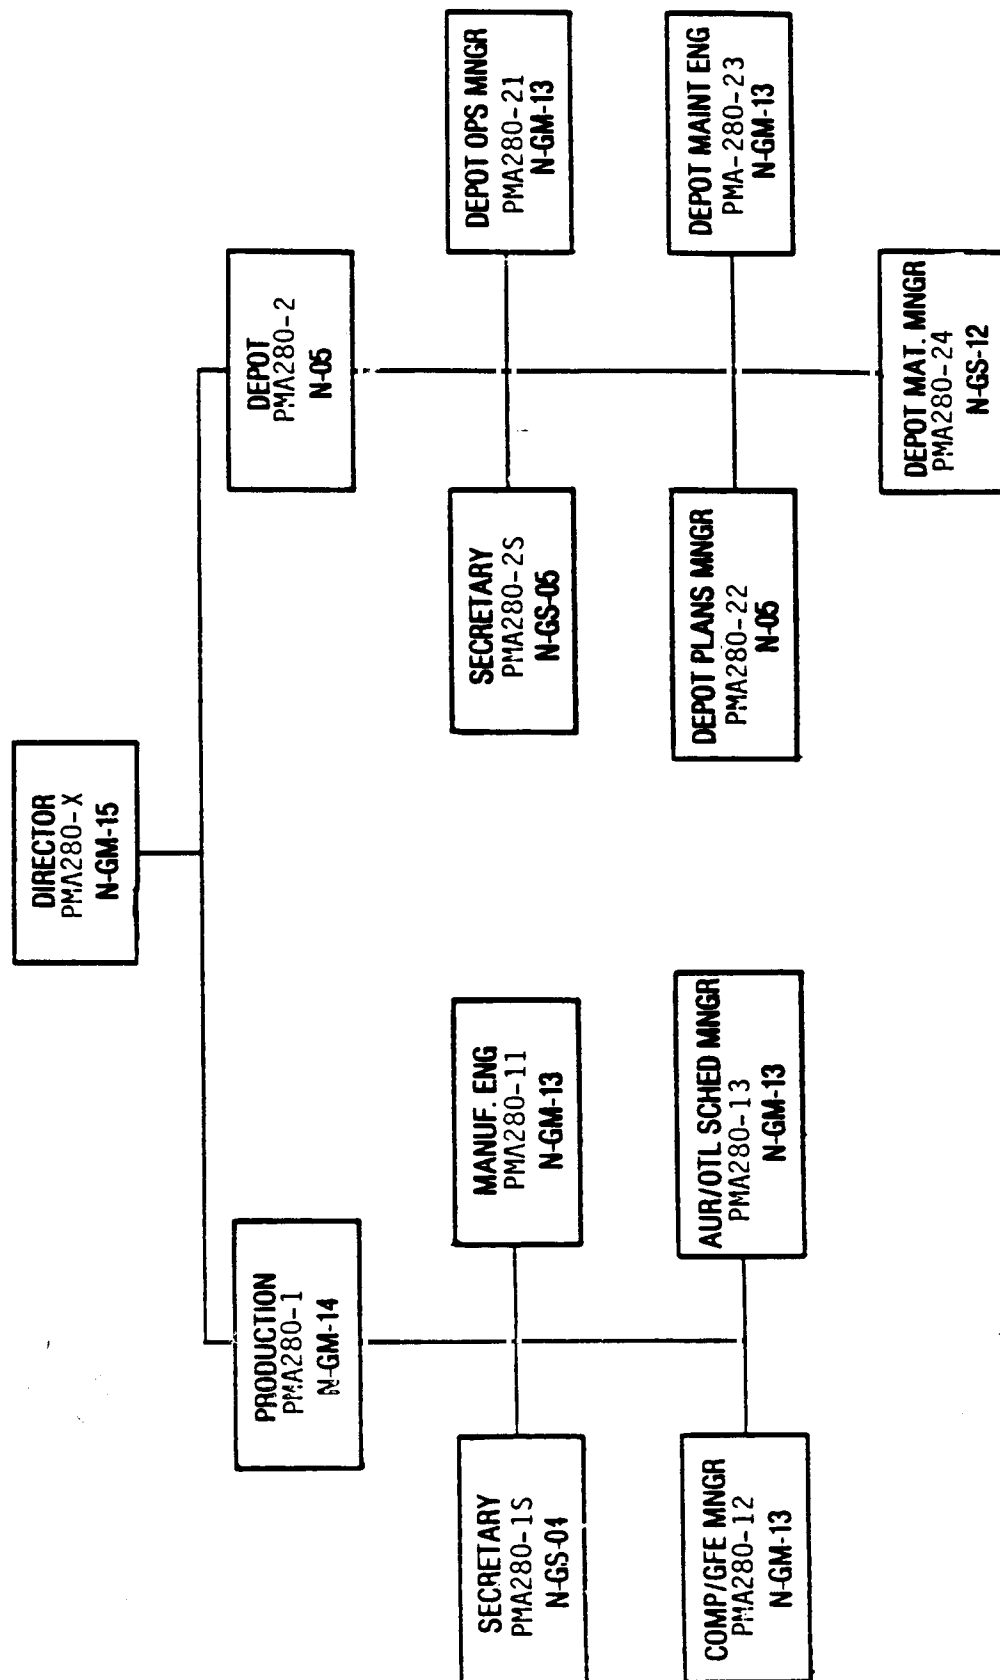 DIRECTOR
PMA280-X
N-GM-15
PRODUCTION
PMA280-1
N-GM-14
DEPOT
PMA280-2
N-05
SECRETARY
PMA280-1S
N-GS-04
MANUF. ENG
PMA280-11
N-GM-13
SECRETARY
PMA280-2S
N-GS-05
DEPOT OPS MNGR
PMA280-21
N-GM-13
COMP/GFE MNGR
PMA280-12
N-GM-13
AUR/OTL SCHED MNGR
PMA280-13
N-GM-13
DEPOT PLANS MNGR
PMA280-22
N-05
DEPOT MAINT ENG
PMA-280-23
N-GM-13
DEPOT MAT. MNGR
PMA280-24
N-GS-12